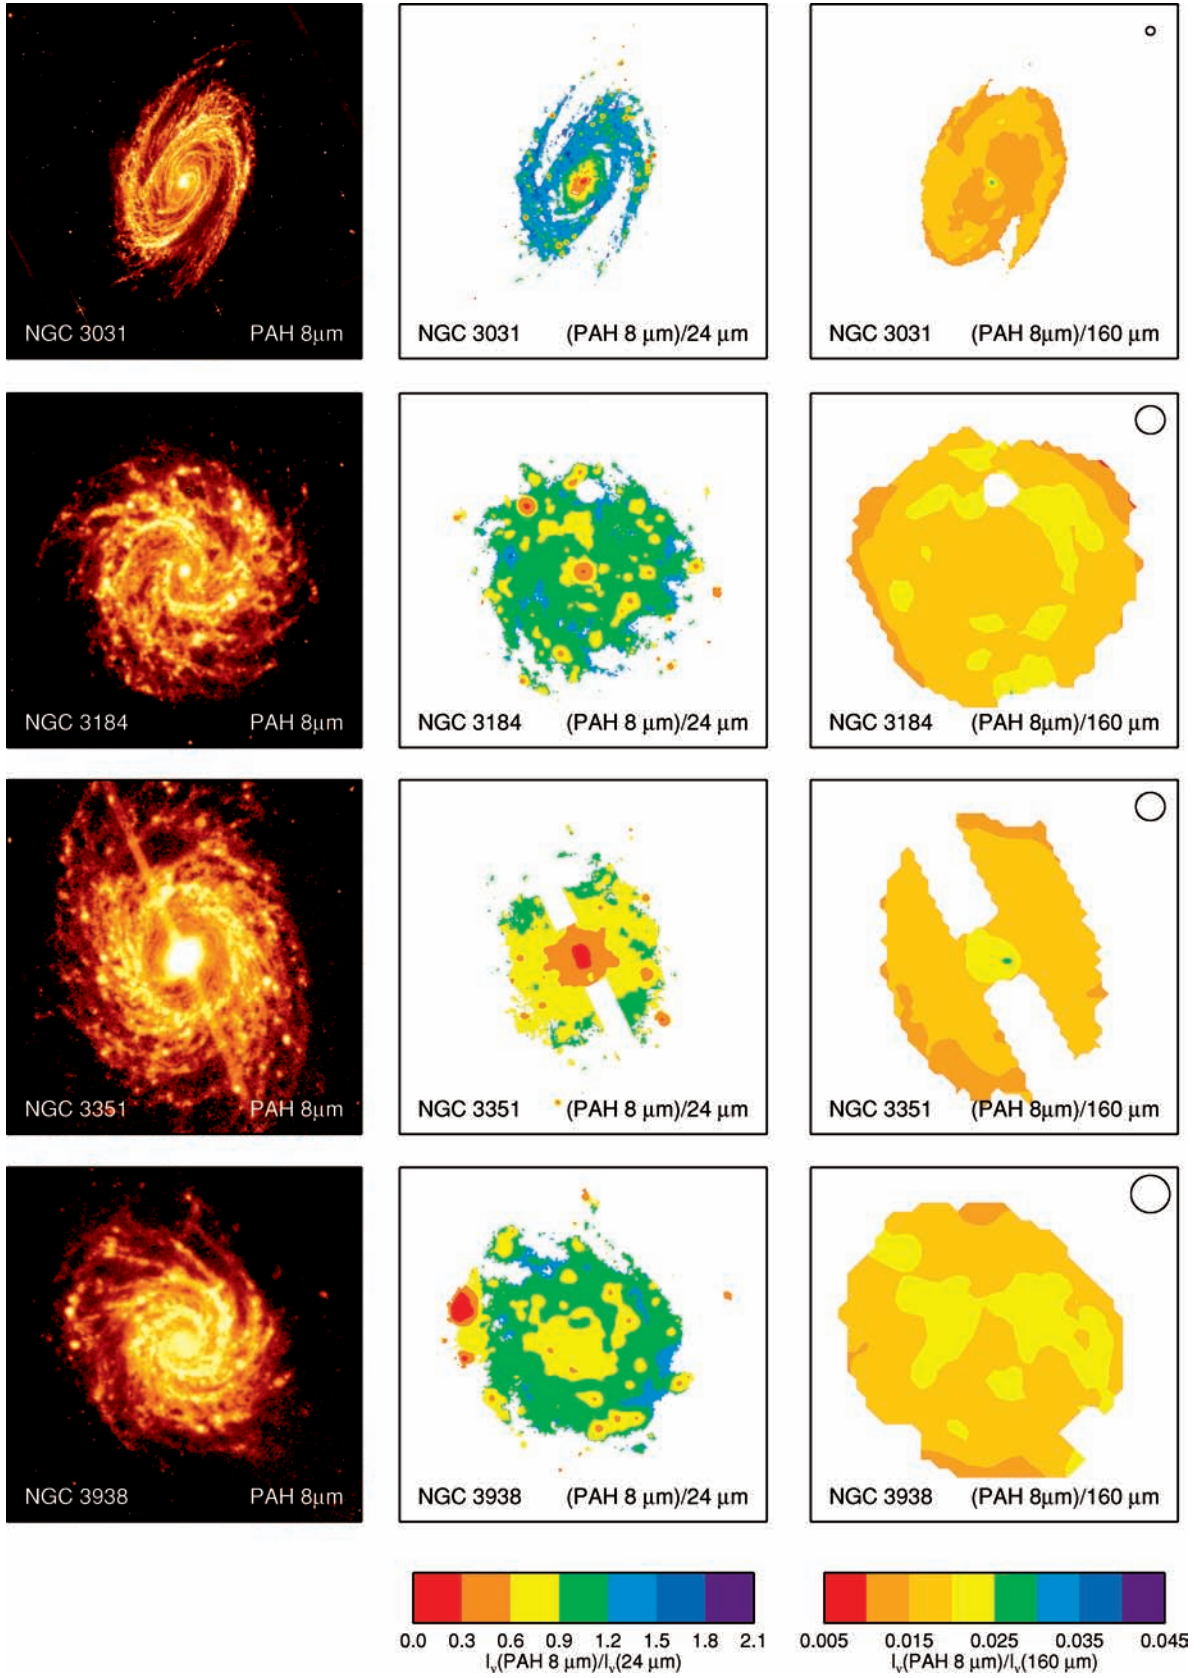 NGC 3031 PAH 8μm
NGC 3031 (PAH 8 μm)/24 μm
NGC 3031 (PAH 8μm)/160 μm
NGC 3184 PAH 8μm
NGC 3184 (PAH 8 μm)/24 μm
NGC 3184 (PAH 8μm)/160 μm
NGC 3351 PAH 8μm
NGC 3351 (PAH 8 μm)/24 μm
NGC 3351 (PAH 8μm)/160 μm
NGC 3938 PAH 8μm
NGC 3938 (PAH 8 μm)/24 μm
NGC 3938 (PAH 8μm)/160 μm
0.0 0.3 0.6 0.9 1.2 1.5 1.8 2.1
Iν(PAH 8 μm)/Iν(24 μm)
0.005 0.015 0.025 0.035 0.045
Iν(PAH 8 μm)/Iν(160 μm)